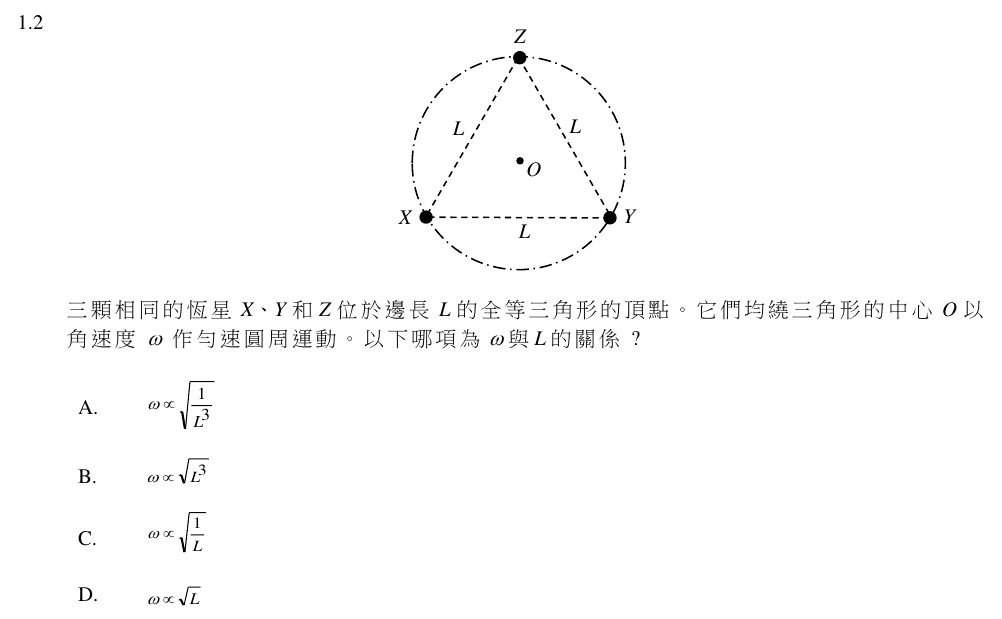 1.2
Z
L L
O
X Y
L
三顆相同的恆星 X、Y 和 Z 位於邊長 L 的全等三角形的頂點。它們均繞三角形的中心 O 以
角速度 ω 作勻速圓周運動。以下哪項為 ω 與 L 的關係 ?
A. ω ∝ √(1/L³)
B. ω ∝ √(L³)
C. ω ∝ √(1/L)
D. ω ∝ √L